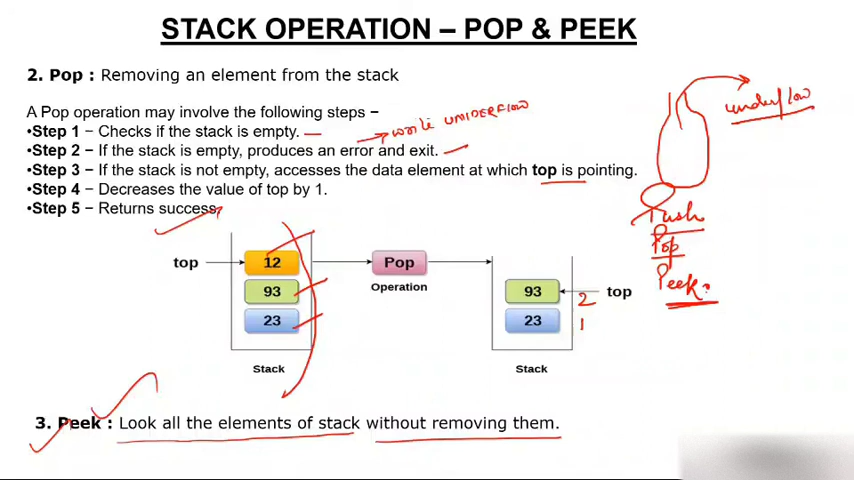 STACK OPERATION – POP & PEEK
2. Pop : Removing an element from the stack
A Pop operation may involve the following steps −
•Step 1 − Checks if the stack is empty.
write UNDERFLOW
•Step 2 − If the stack is empty, produces an error and exit.
•Step 3 − If the stack is not empty, accesses the data element at which top is pointing.
•Step 4 − Decreases the value of top by 1.
•Step 5 − Returns success.
underflow
Push
Pop
Peek?
top
12
93
23
Stack
Pop
Operation
93
23
2
1
top
Stack
3. Peek : Look all the elements of stack without removing them.